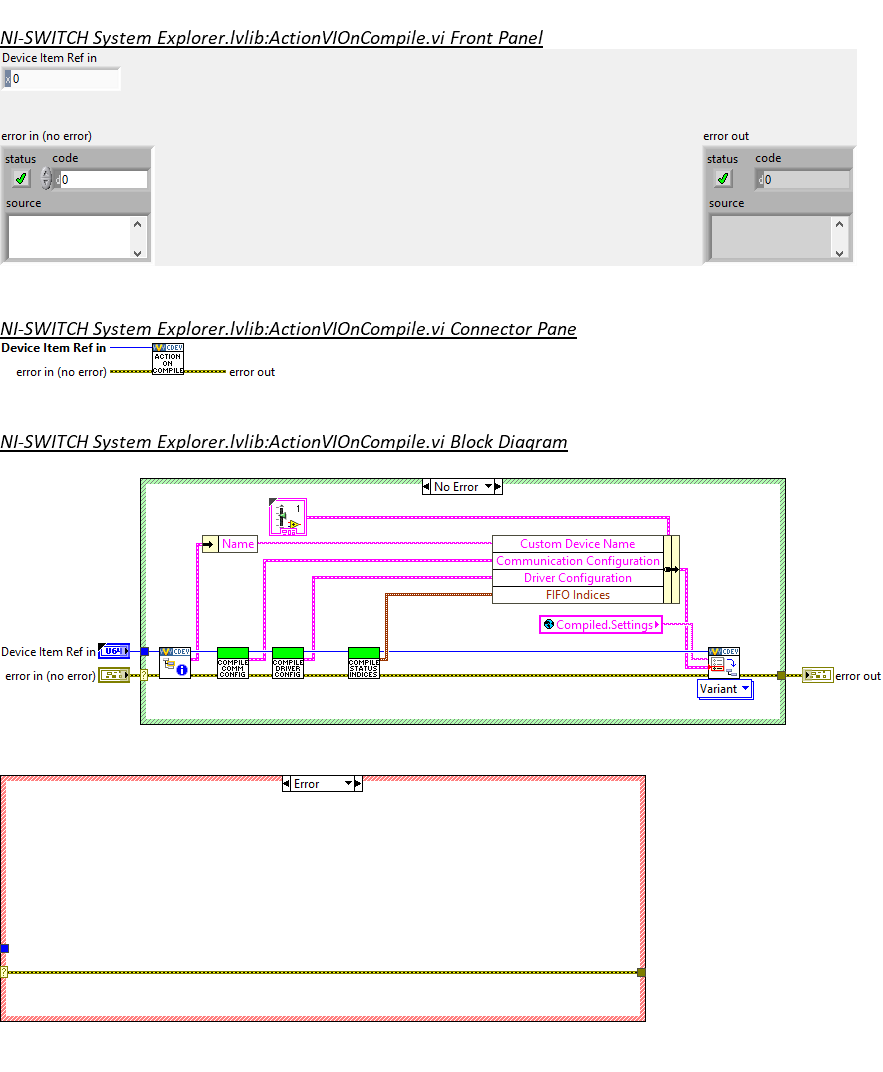 NI-SWITCH System Explorer.lvlib:ActionVIOnCompile.vi Front Panel
Device Item Ref in
x 0
error in (no error)
error out
status code
status code
d 0
d 0
source
source
NI-SWITCH System Explorer.lvlib:ActionVIOnCompile.vi Connector Pane
Device Item Ref in
CDEV
ACTION
ON
COMPILE
error in (no error)
error out
NI-SWITCH System Explorer.lvlib:ActionVIOnCompile.vi Block Diagram
No Error
1
Name
Custom Device Name
Communication Configuration
Driver Configuration
FIFO Indices
Compiled.Settings
Device Item Ref in
U64
CDEV
COMPILE
COMM
CONFIG
COMPILE
DRIVER
CONFIG
COMPILE
STATUS
INDICES
CDEV
error in (no error)
?
error out
Variant
Error
?